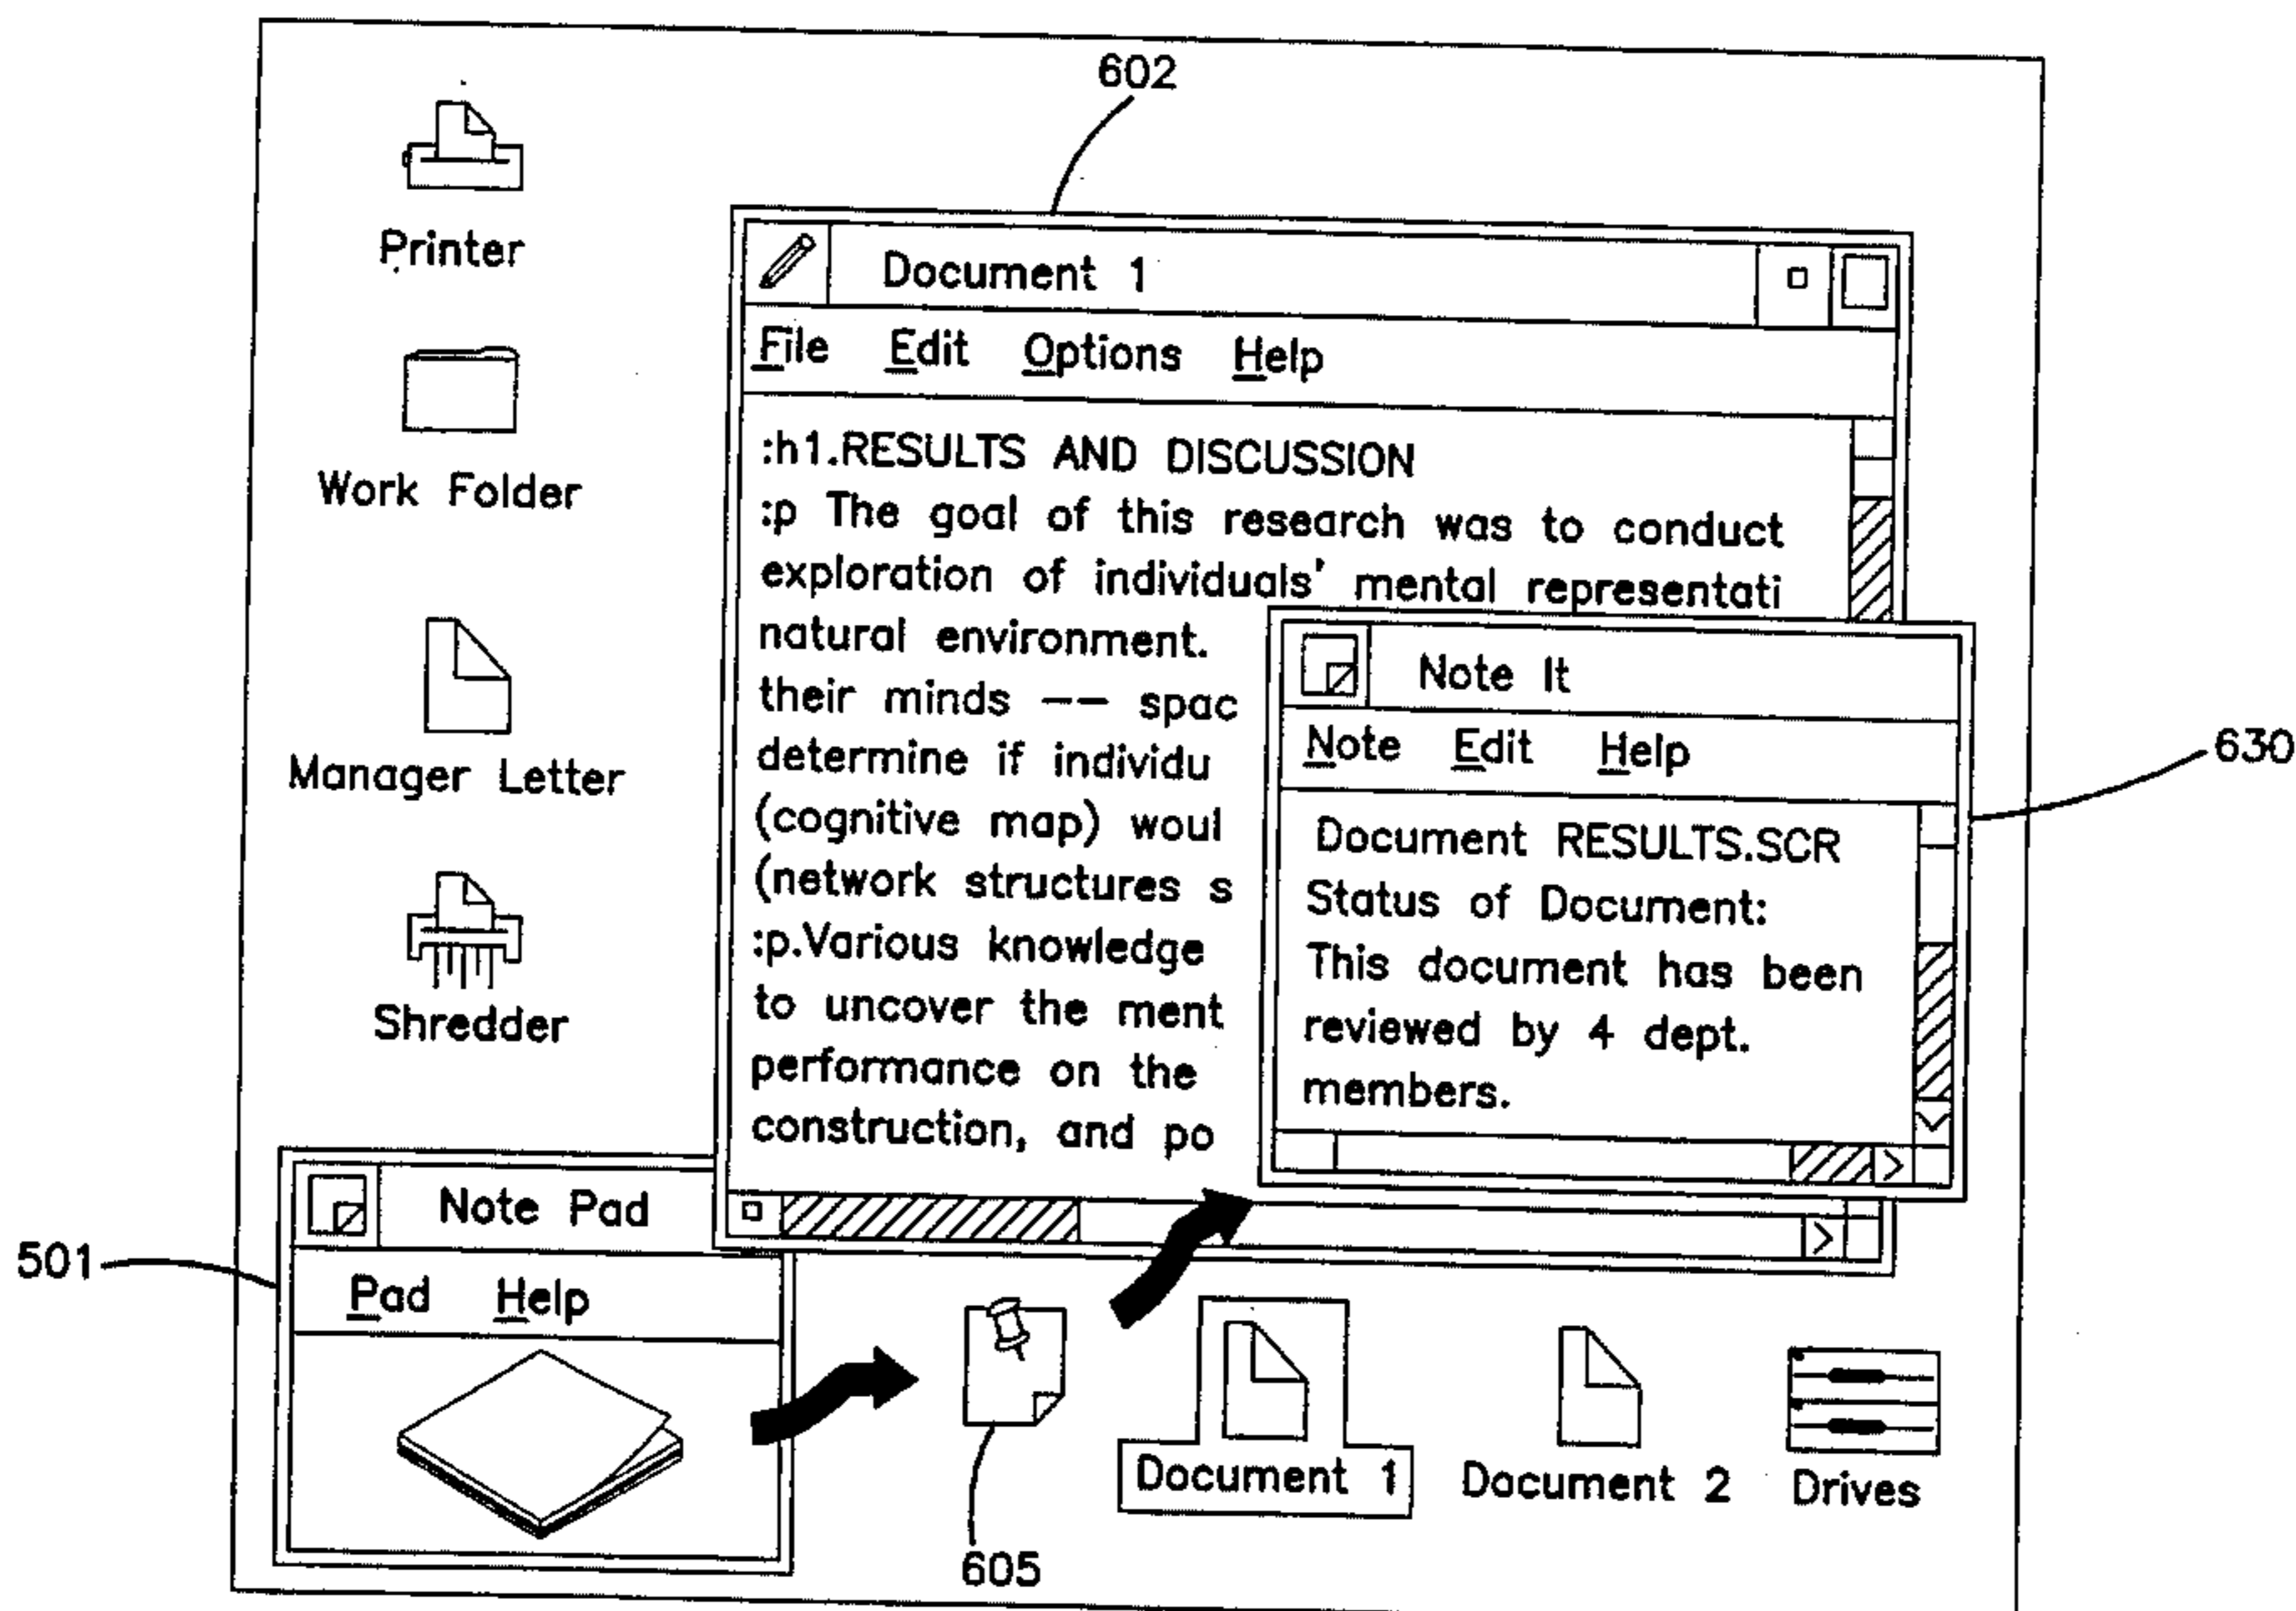 602
Printer
Work Folder
Manager Letter
Shredder
Document 1
File Edit Options Help
:h1.RESULTS AND DISCUSSION
:p The goal of this research was to conduct
exploration of individuals' mental representati
natural environment.
their minds -- spac
determine if individu
(cognitive map) woul
(network structures s
:p.Various knowledge
to uncover the ment
performance on the
construction, and po
Note It
Note Edit Help
Document RESULTS.SCR
Status of Document:
This document has been
reviewed by 4 dept.
members.
630
501
Note Pad
Pad Help
605
Document 1
Document 2
Drives